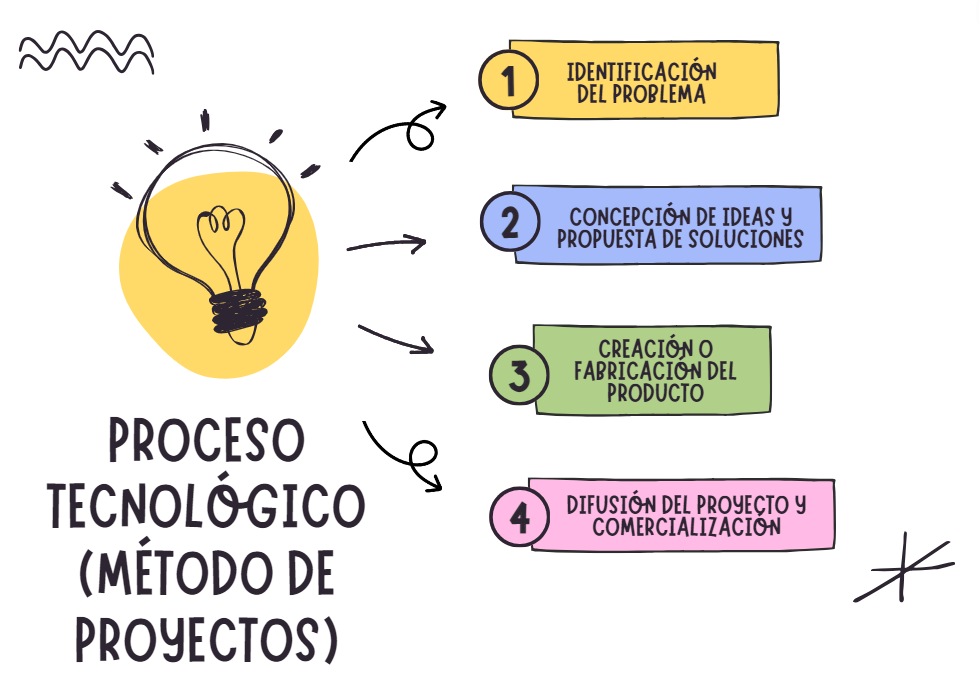 PROCESO
TECNOLÓGICO
(MÉTODO DE
PROYECTOS)
1
IDENTIFICACIÓN
DEL PROBLEMA
2
CONCEPCIÓN DE IDEAS Y
PROPUESTA DE SOLUCIONES
3
CREACIÓN O
FABRICACIÓN DEL
PRODUCTO
4
DIFUSIÓN DEL PROYECTO Y
COMERCIALIZACIÓN